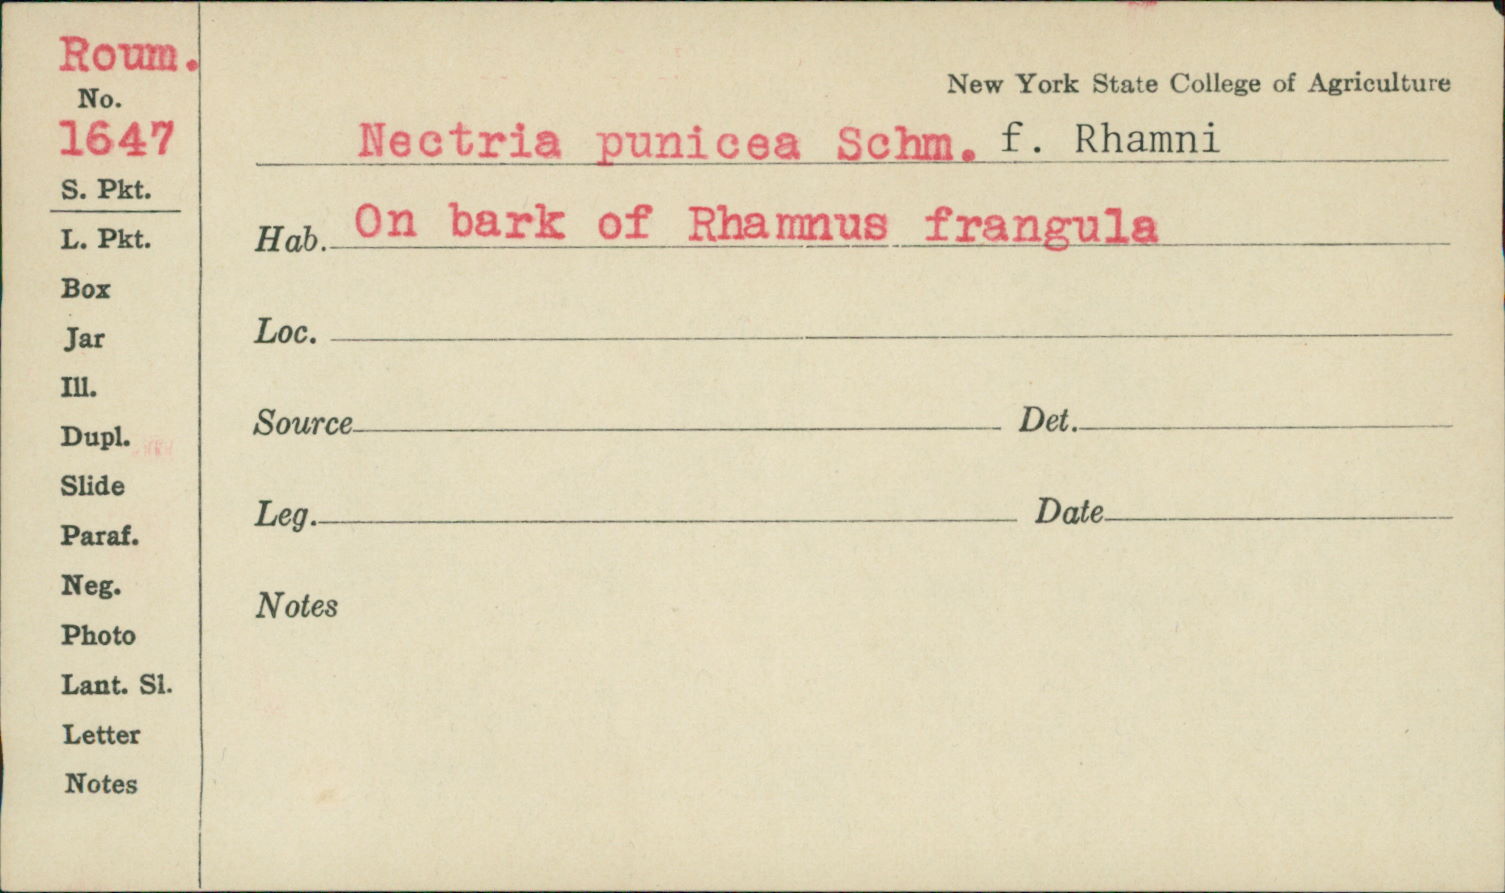 Roum.
No.
1647
S. Pkt.
L. Pkt.
Box
Jar
Ill.
Dupl.
Slide
Paraf.
Neg.
Photo
Lant. Sl.
Letter
Notes
New York State College of Agriculture
Nectria punicea Schm. f. Rhamni
Hab. On bark of Rhamnus frangula
Loc.
Source Det.
Leg. Date
Notes